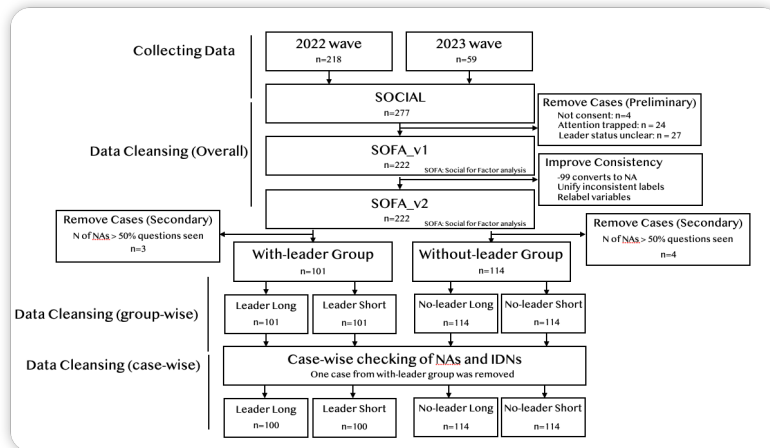 Collecting Data
2022 wave
n=218
2023 wave
n=59
SOCIAL
n=277
Remove Cases (Preliminary)
Not consent: n=4
Attention trapped: n = 24
Leader status unclear: n = 27
Data Cleansing (Overall)
SOFA_v1
n=222
SOFA: Social for Factor analysis
Improve Consistency
-99 converts to NA
Unify inconsistent labels
Relabel variables
SOFA_v2
n=222
SOFA: Social for Factor analysis
Remove Cases (Secondary)
N of NAs > 50% questions seen
n=3
Remove Cases (Secondary)
N of NAs > 50% questions seen
n=4
With-leader Group
n=101
Without-leader Group
n=114
Data Cleansing (group-wise)
Leader Long
n=101
Leader Short
n=101
No-leader Long
n=114
No-leader Short
n=114
Data Cleansing (case-wise)
Case-wise checking of NAs and IDNs
One case from with-leader group was removed
Leader Long
n=100
Leader Short
n=100
No-leader Long
n=114
No-leader Short
n=114